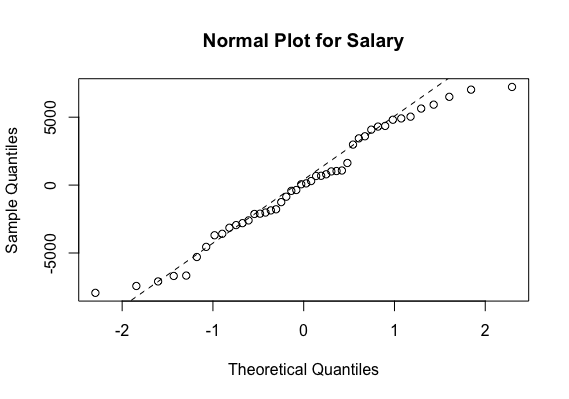 Normal Plot for Salary
Sample Quantiles
5000
0
-5000
-2
-1
0
1
2
Theoretical Quantiles